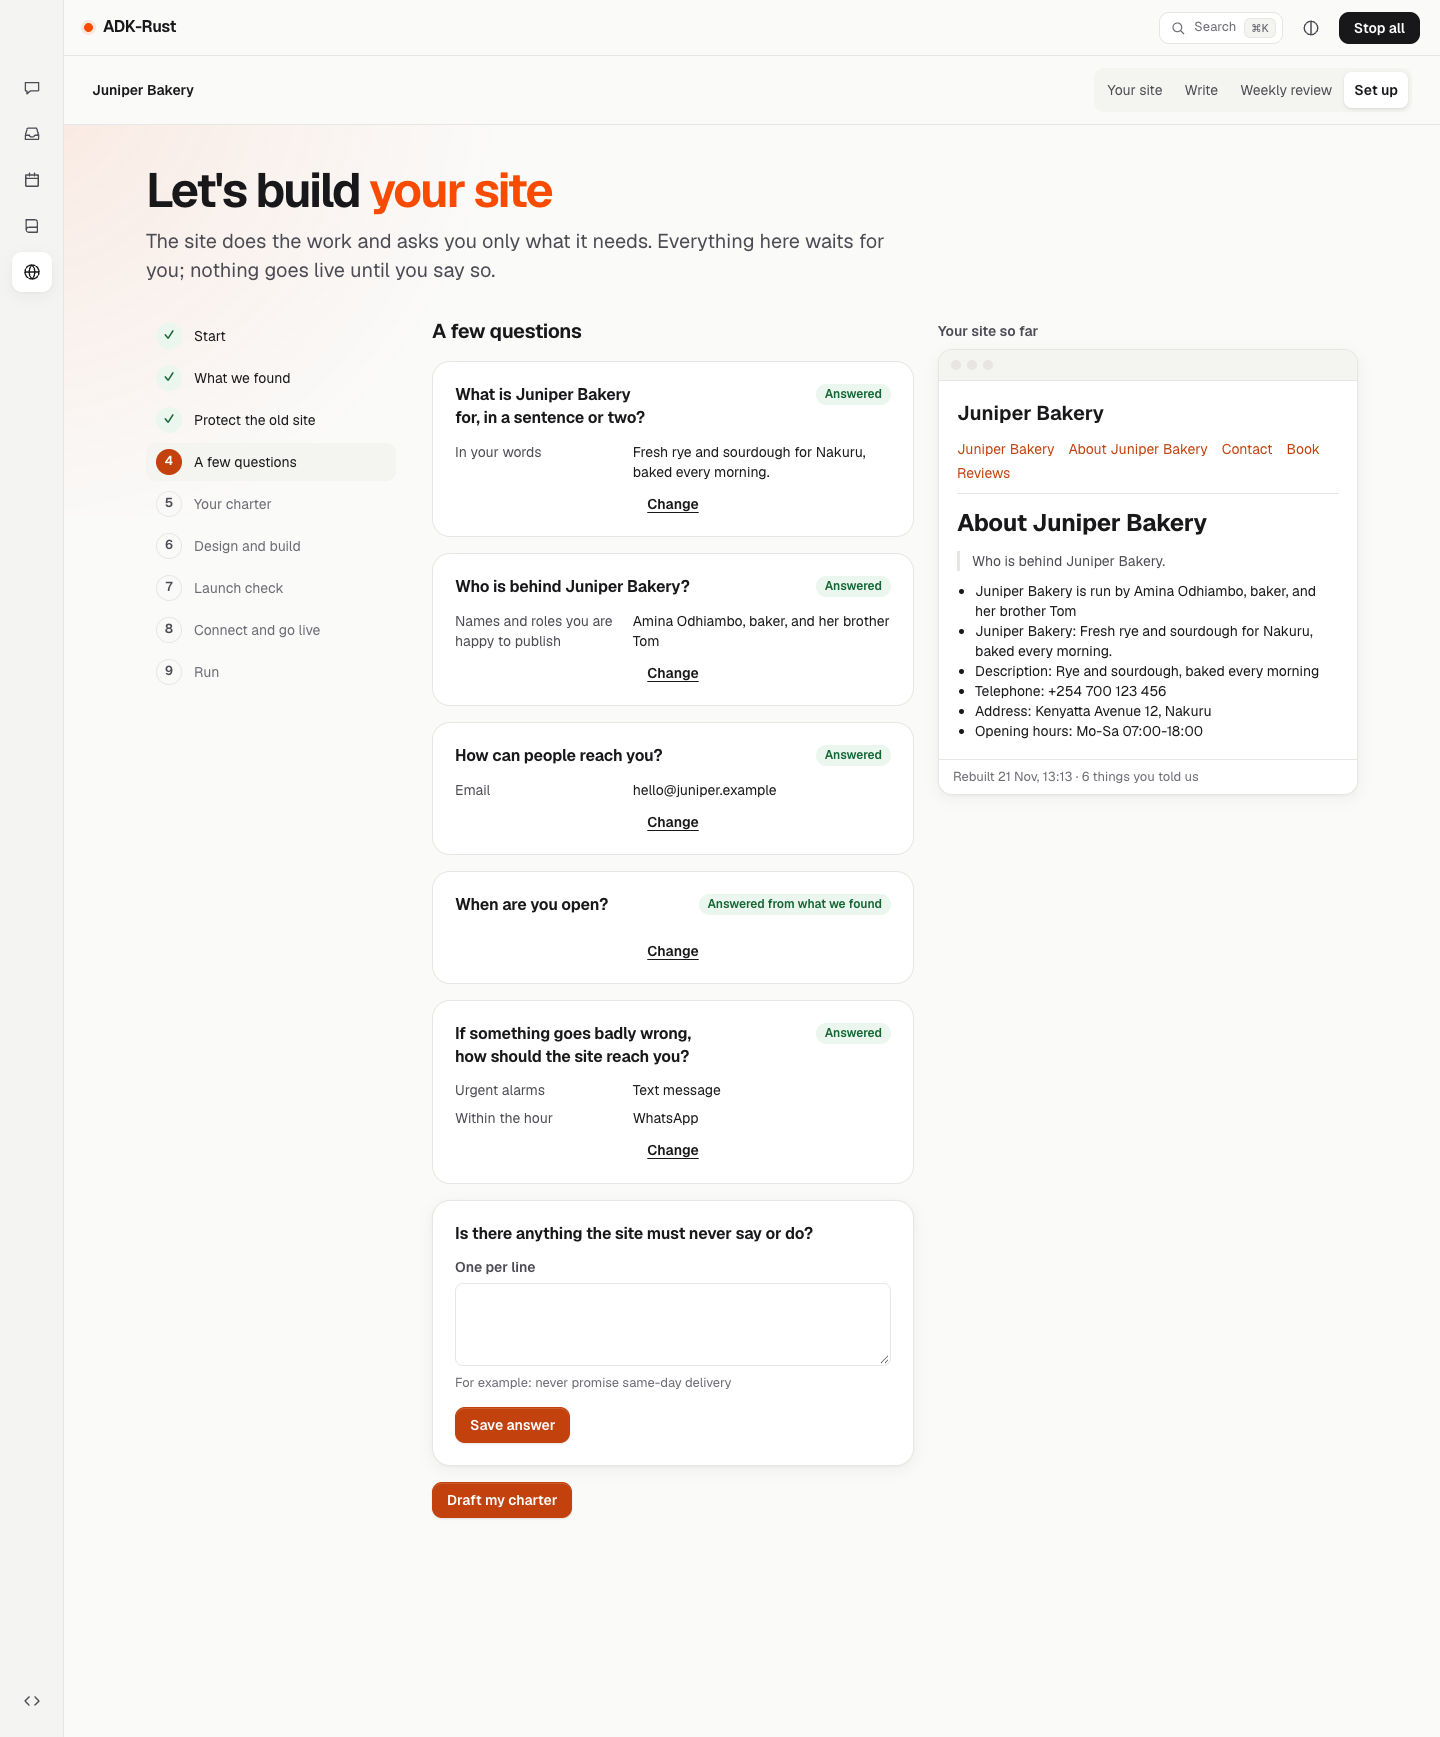 ADK-Rust
Search ⌘K
Stop all
Juniper Bakery
Your site
Write
Weekly review
Set up
Let's build your site
The site does the work and asks you only what it needs. Everything here waits for
you; nothing goes live until you say so.
Start
What we found
Protect the old site
4 A few questions
5 Your charter
6 Design and build
7 Launch check
8 Connect and go live
9 Run
A few questions
What is Juniper Bakery
for, in a sentence or two?
Answered
In your words
Fresh rye and sourdough for Nakuru,
baked every morning.
Change
Who is behind Juniper Bakery?
Answered
Names and roles you are
happy to publish
Amina Odhiambo, baker, and her brother
Tom
Change
How can people reach you?
Answered
Email
hello@juniper.example
Change
When are you open?
Answered from what we found
Change
If something goes badly wrong,
how should the site reach you?
Answered
Urgent alarms
Text message
Within the hour
WhatsApp
Change
Is there anything the site must never say or do?
One per line
For example: never promise same-day delivery
Save answer
Draft my charter
Your site so far
Juniper Bakery
Juniper Bakery About Juniper Bakery Contact Book
Reviews
About Juniper Bakery
Who is behind Juniper Bakery.
Juniper Bakery is run by Amina Odhiambo, baker, and
her brother Tom
Juniper Bakery: Fresh rye and sourdough for Nakuru,
baked every morning.
Description: Rye and sourdough, baked every morning
Telephone: +254 700 123 456
Address: Kenyatta Avenue 12, Nakuru
Opening hours: Mo-Sa 07:00-18:00
Rebuilt 21 Nov, 13:13 · 6 things you told us